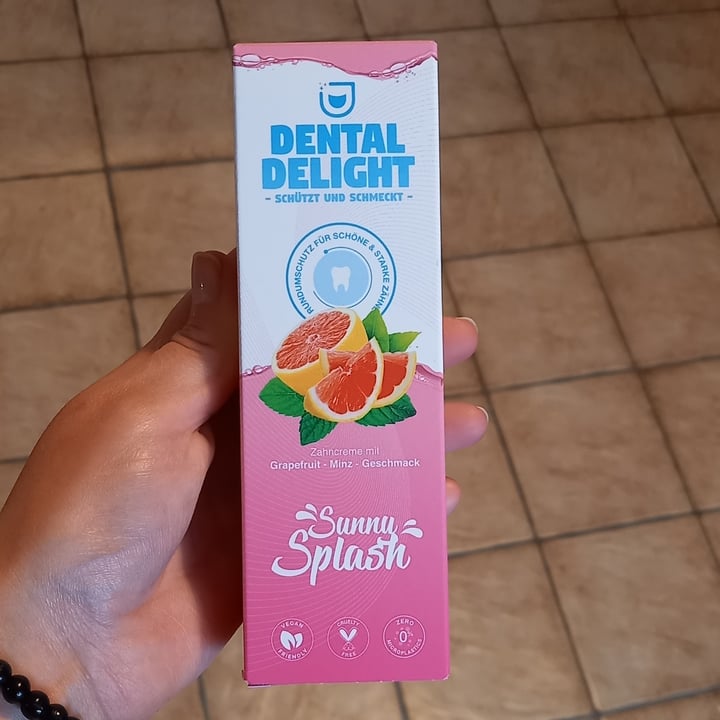 DENTAL
DELIGHT
- SCHÜTZT UND SCHMECKT -
RUNDUMSCHUTZ FÜR SCHÖNE & STARKE ZÄHNE
Zahncreme mit
Grapefruit - Minz - Geschmack
Sunny
Splash
VEGAN
FRIENDLY
CRUELTY
FREE
ZERO
0
MICROPLASTICS